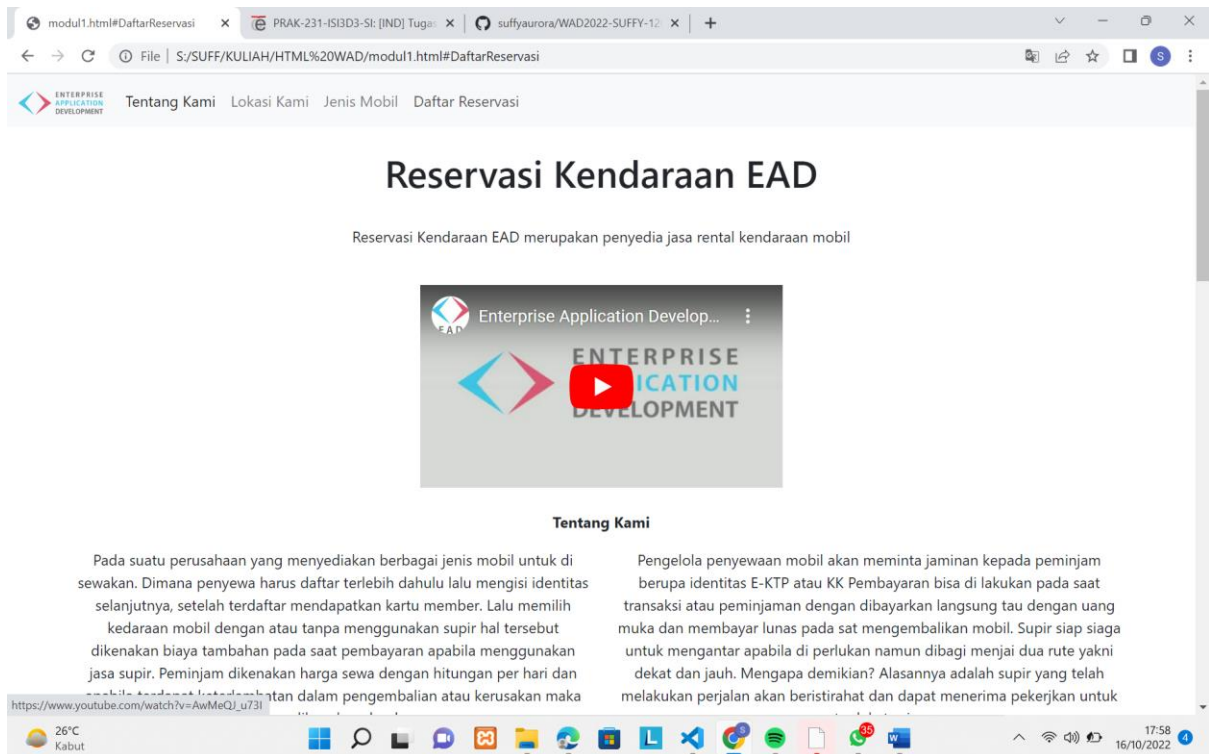 modul1.html#DaftarReservasi
PRAK-231-ISI3D3-SI: [IND] Tugas
suffyaurora/WAD2022-SUFFY-12
File | S:/SUFF/KULIAH/HTML%20WAD/modul1.html#DaftarReservasi
S
ENTERPRISE
APPLICATION
DEVELOPMENT
Tentang Kami Lokasi Kami Jenis Mobil Daftar Reservasi
Reservasi Kendaraan EAD
Reservasi Kendaraan EAD merupakan penyedia jasa rental kendaraan mobil
EAD
Enterprise Application Develop...
ENTERPRISE
ICATION
DEVELOPMENT
Tentang Kami
Pada suatu perusahaan yang menyediakan berbagai jenis mobil untuk di
sewakan. Dimana penyewa harus daftar terlebih dahulu lalu mengisi identitas
selanjutnya, setelah terdaftar mendapatkan kartu member. Lalu memilih
kedaraan mobil dengan atau tanpa menggunakan supir hal tersebut
dikenakan biaya tambahan pada saat pembayaran apabila menggunakan
jasa supir. Peminjam dikenakan harga sewa dengan hitungan per hari dan
apabila terdapat keterlambatan dalam pengembalian atau kerusakan maka
Pengelola penyewaan mobil akan meminta jaminan kepada peminjam
berupa identitas E-KTP atau KK Pembayaran bisa di lakukan pada saat
transaksi atau peminjaman dengan dibayarkan langsung tau dengan uang
muka dan membayar lunas pada sat mengembalikan mobil. Supir siap siaga
untuk mengantar apabila di perlukan namun dibagi menjai dua rute yakni
dekat dan jauh. Mengapa demikian? Alasannya adalah supir yang telah
melakukan perjalan akan beristirahat dan dapat menerima pekerjkan untuk
https://www.youtube.com/watch?v=AwMeQJ_u73I
26°C
Kabut
L
S
35
W
17:58
16/10/2022
4